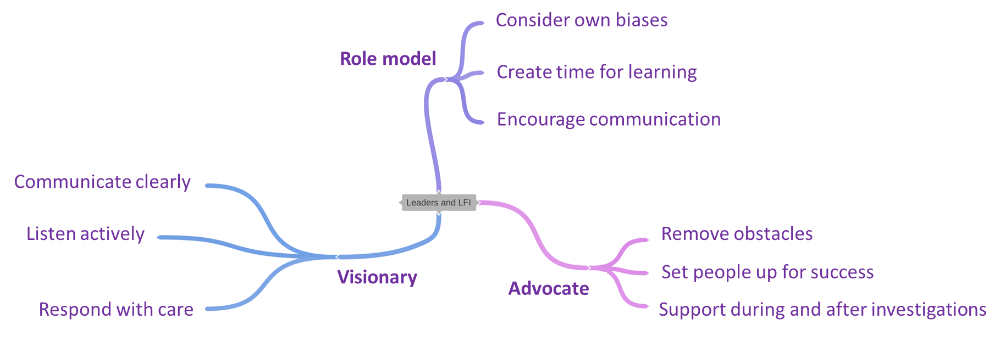 Consider own biases
Role model
Create time for learning
Encourage communication
Communicate clearly
Leaders and LFI
Listen actively
Remove obstacles
Set people up for success
Visionary
Advocate
Respond with care
Support during and after investigations